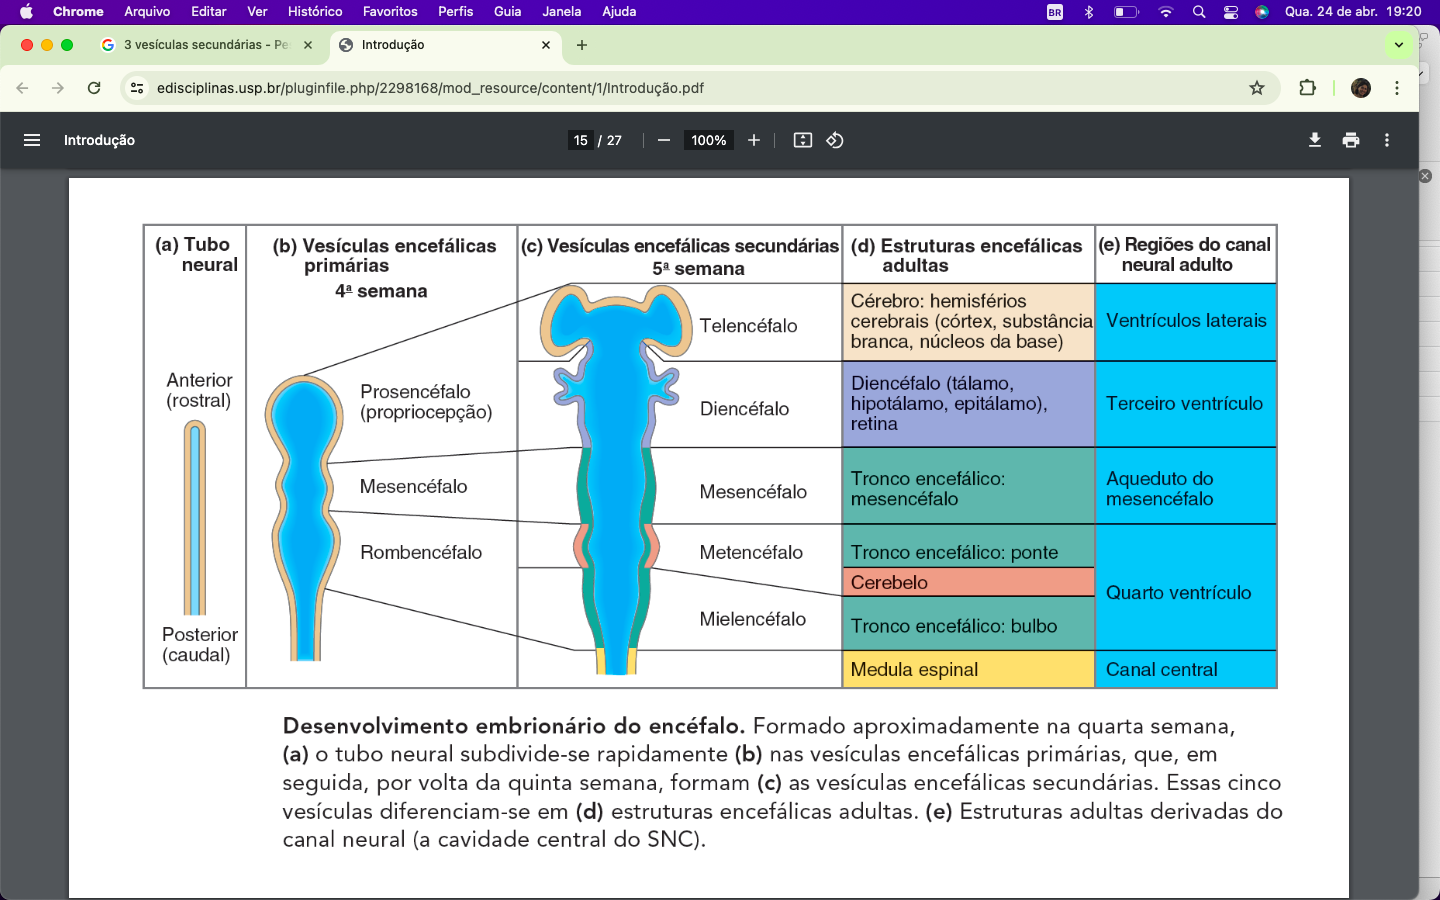 Chrome Arquivo Editar Ver Histórico Favoritos Perfis Guia Janela Ajuda BR Qua. 24 de abr. 19:20
3 vesículas secundárias - Pe
Introdução
edisciplinas.usp.br/pluginfile.php/2298168/mod_resource/content/1/Introdução.pdf
Introdução
15 / 27
100%
(a) Tubo
neural
(b) Vesículas encefálicas
primárias
4ª semana
(c) Vesículas encefálicas secundárias
5ª semana
(d) Estruturas encefálicas
adultas
(e) Regiões do canal
neural adulto
Anterior
(rostral)
Posterior
(caudal)
Prosencéfalo
(propriocepção)
Mesencéfalo
Rombencéfalo
Telencéfalo
Diencéfalo
Mesencéfalo
Metencéfalo
Mielencéfalo
Cérebro: hemisférios
cerebrais (córtex, substância
branca, núcleos da base)
Diencéfalo (tálamo,
hipotálamo, epitálamo),
retina
Tronco encefálico:
mesencéfalo
Tronco encefálico: ponte
Cerebelo
Tronco encefálico: bulbo
Medula espinal
Ventrículos laterais
Terceiro ventrículo
Aqueduto do
mesencéfalo
Quarto ventrículo
Canal central
Desenvolvimento embrionário do encéfalo. Formado aproximadamente na quarta semana,
(a) o tubo neural subdivide-se rapidamente (b) nas vesículas encefálicas primárias, que, em
seguida, por volta da quinta semana, formam (c) as vesículas encefálicas secundárias. Essas cinco
vesículas diferenciam-se em (d) estruturas encefálicas adultas. (e) Estruturas adultas derivadas do
canal neural (a cavidade central do SNC).